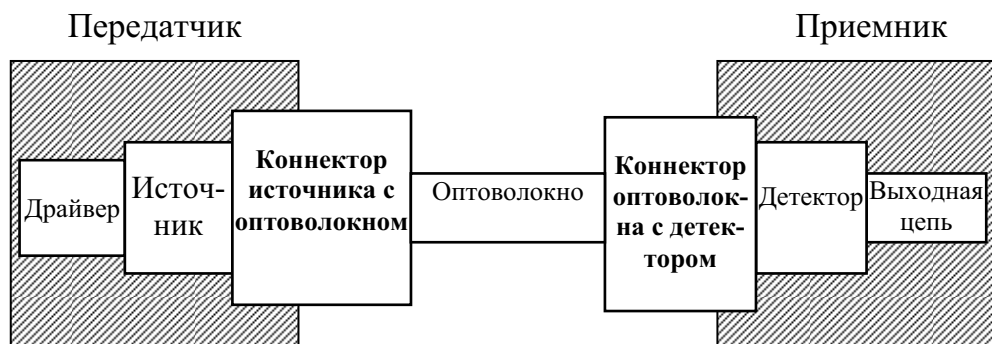 Передатчик
Приемник
Драйвер
Источ-
ник
Коннектор
источника с
оптоволокном
Оптоволокно
Коннектор
оптоволок-
на с детек-
тором
Детектор
Выходная
цепь